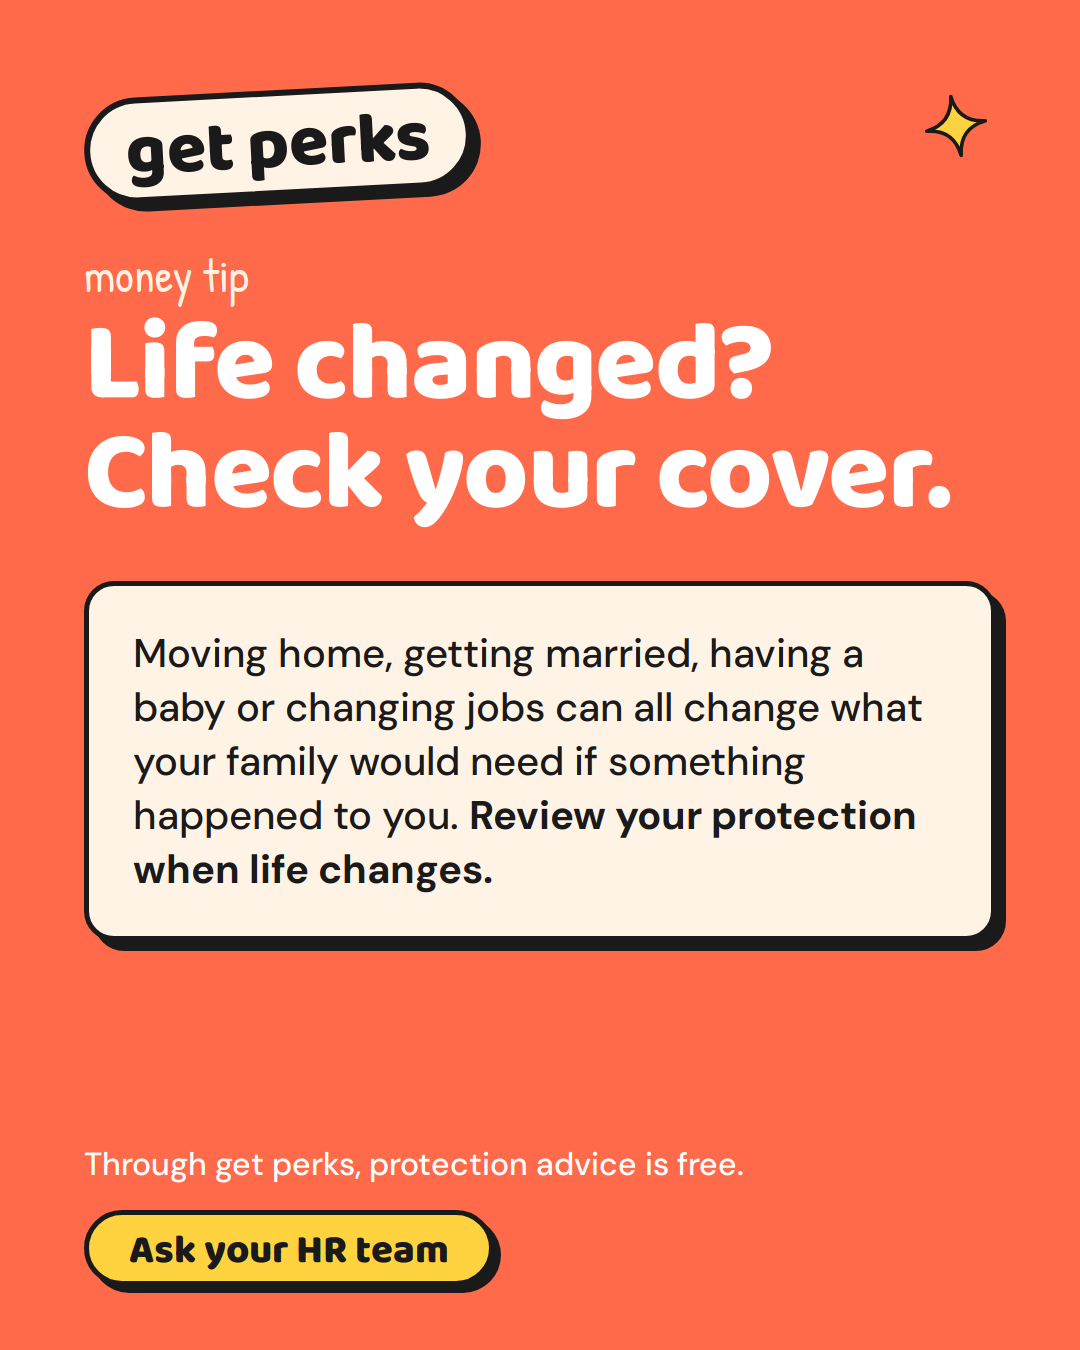 get perks
money tip
Life changed?
Check your cover.
Moving home, getting married, having a
baby or changing jobs can all change what
your family would need if something
happened to you. Review your protection
when life changes.
Through get perks, protection advice is free.
Ask your HR team